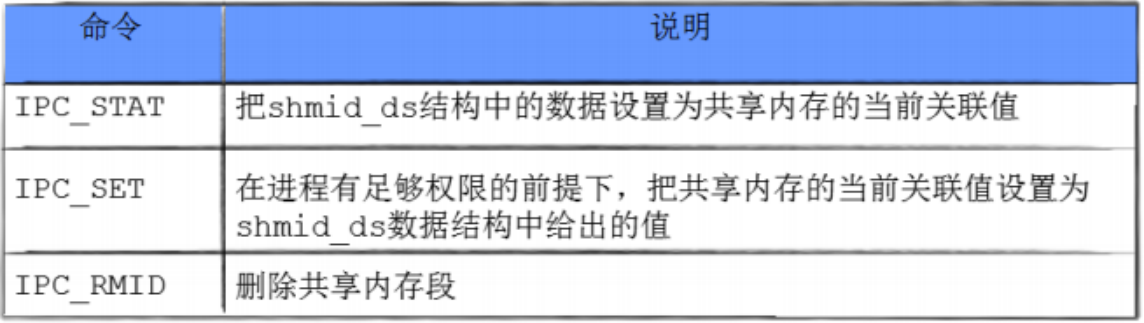 命令 说明
IPC_STAT 把shmid_ds结构中的数据设置为共享内存的当前关联值
IPC_SET 在进程有足够权限的前提下，把共享内存的当前关联值设置为
shmid_ds数据结构中给出的值
IPC_RMID 删除共享内存段